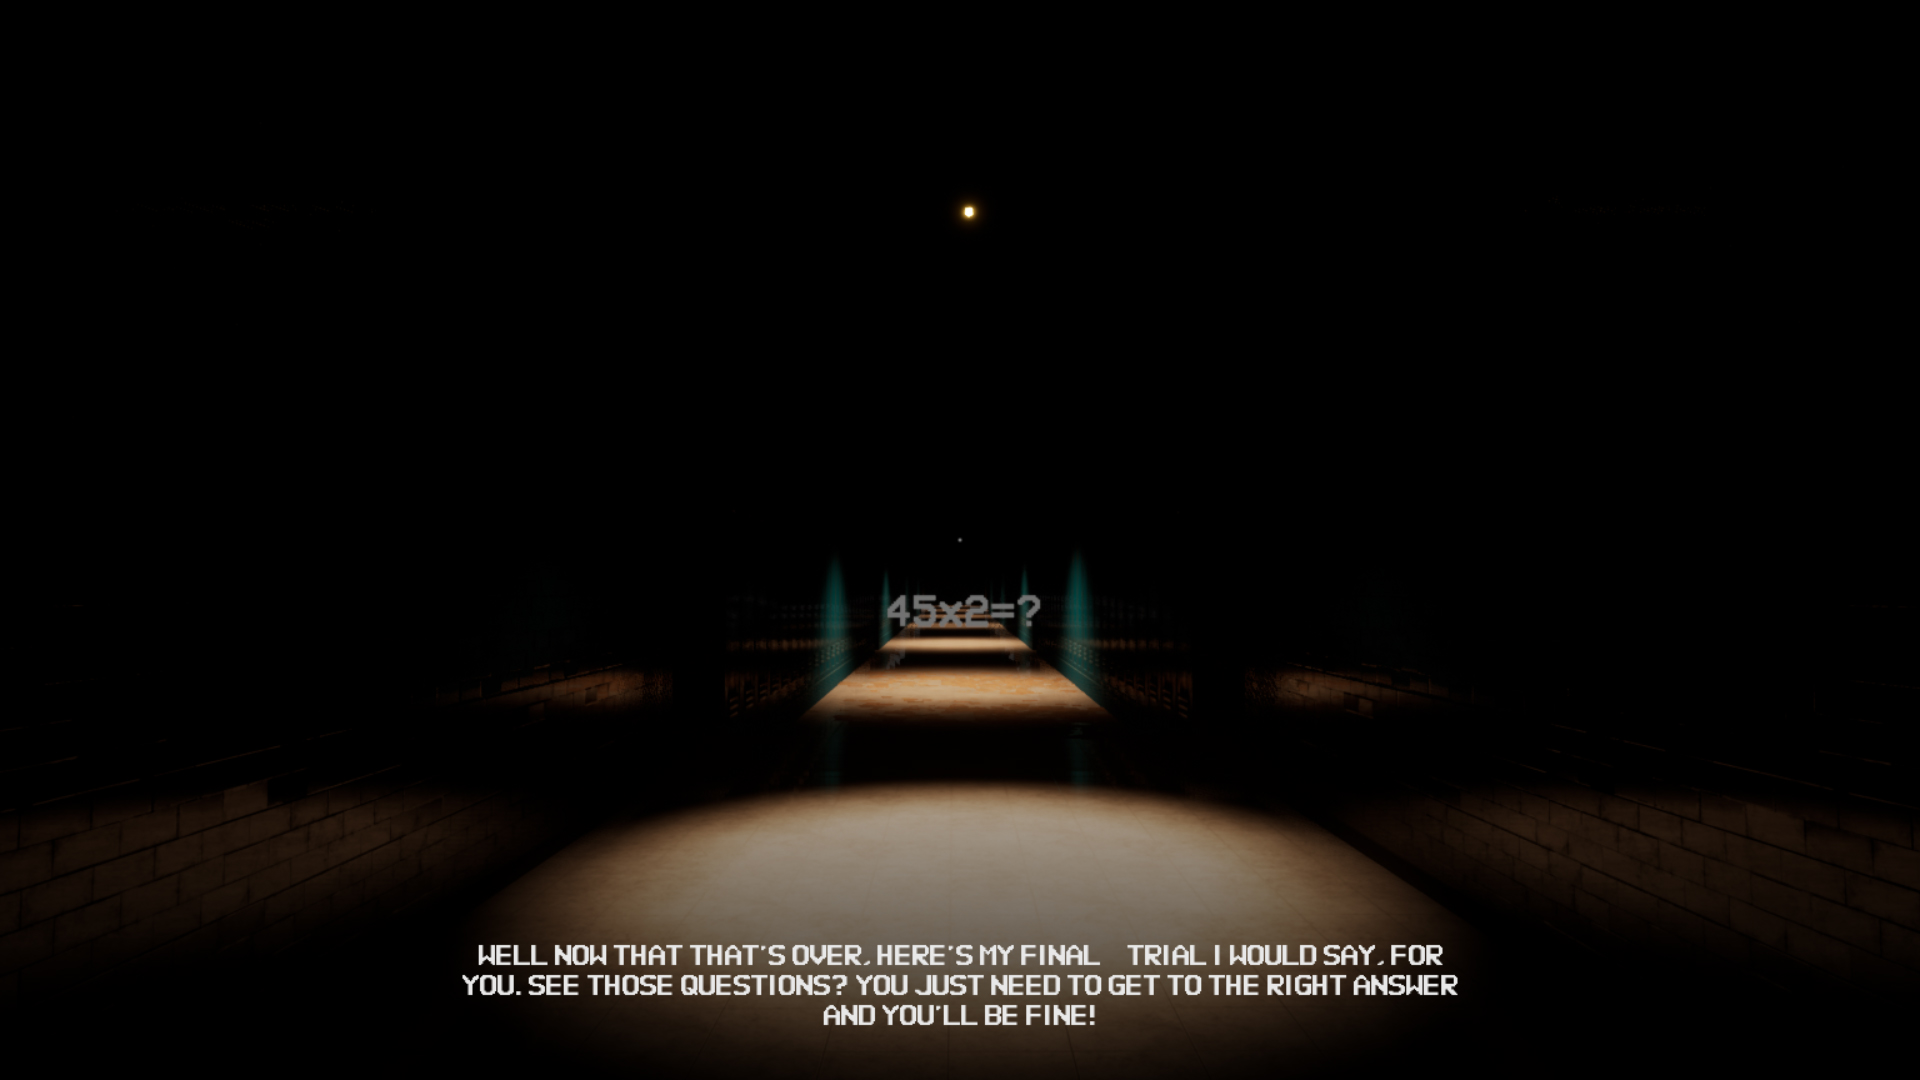 45x2=?
WELL NOW THAT THAT'S OVER, HERE'S MY FINAL TRIAL I WOULD SAY, FOR
YOU. SEE THOSE QUESTIONS? YOU JUST NEED TO GET TO THE RIGHT ANSWER
AND YOU'LL BE FINE!